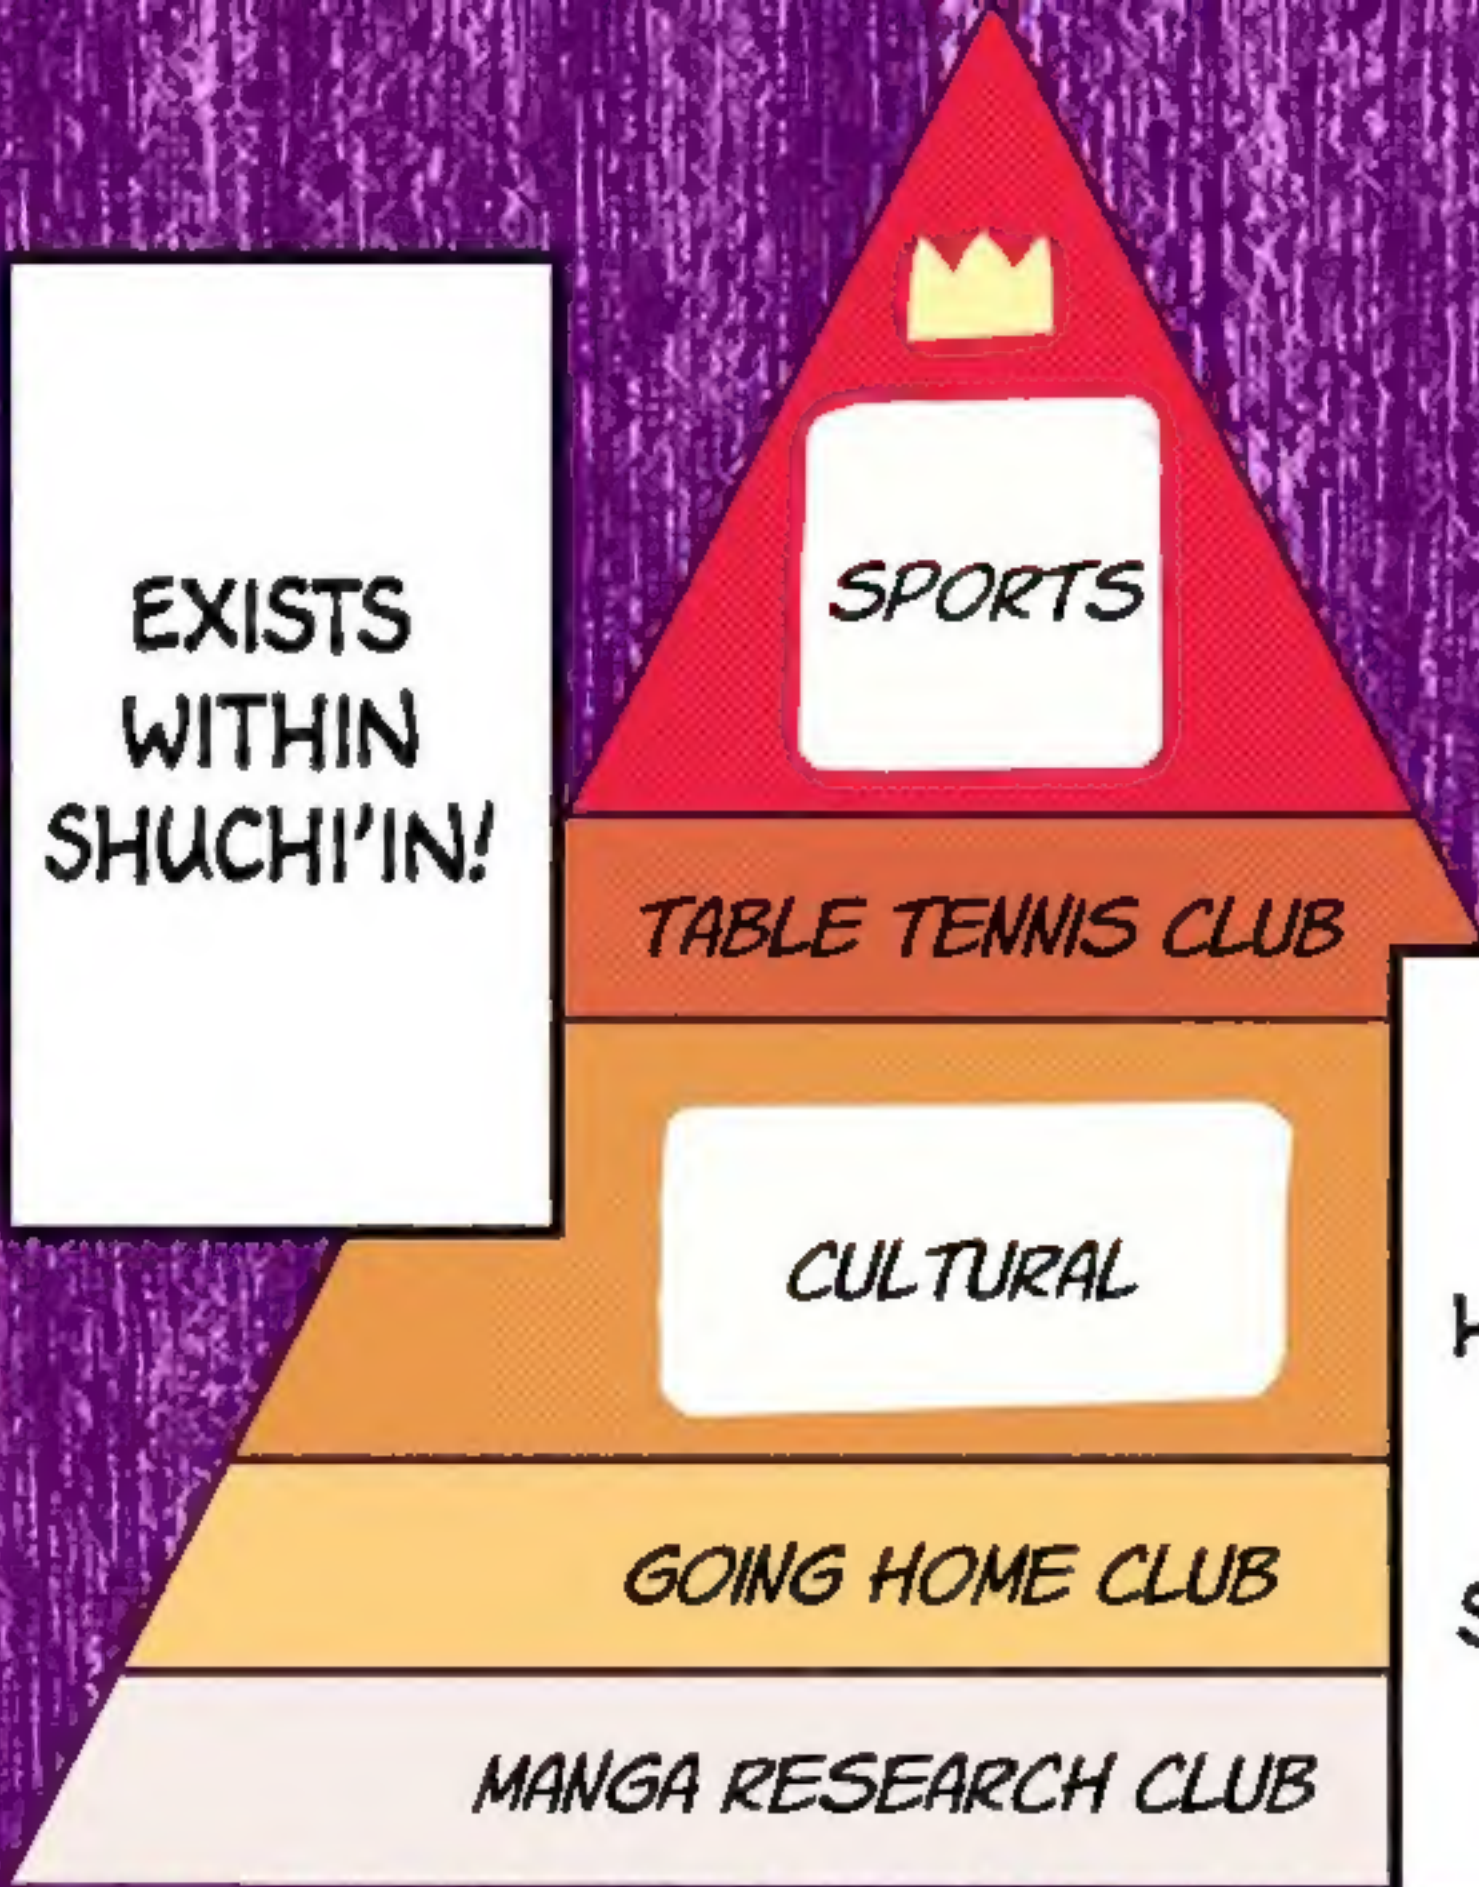 EXISTS
WITHIN
SHUCHI'IN!
SPORTS
TABLE TENNIS CLUB
CULTURAL
GOING HOME CLUB
MANGA RESEARCH CLUB